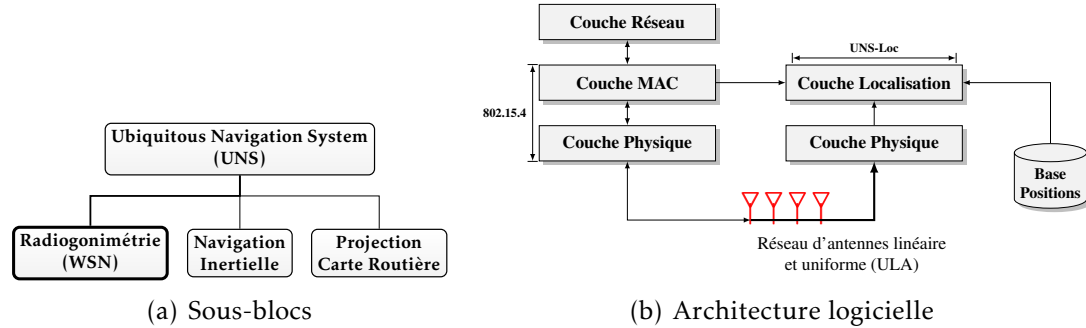 Ubiquitous Navigation System
(UNS)
Radiogonimétrie
(WSN)
Navigation
Inertielle
Projection
Carte Routière
(a) Sous-blocs
Couche Réseau
UNS-Loc
Couche MAC
Couche Localisation
802.15.4
Couche Physique
Couche Physique
Base
Positions
Réseau d'antennes linéaire
et uniforme (ULA)
(b) Architecture logicielle